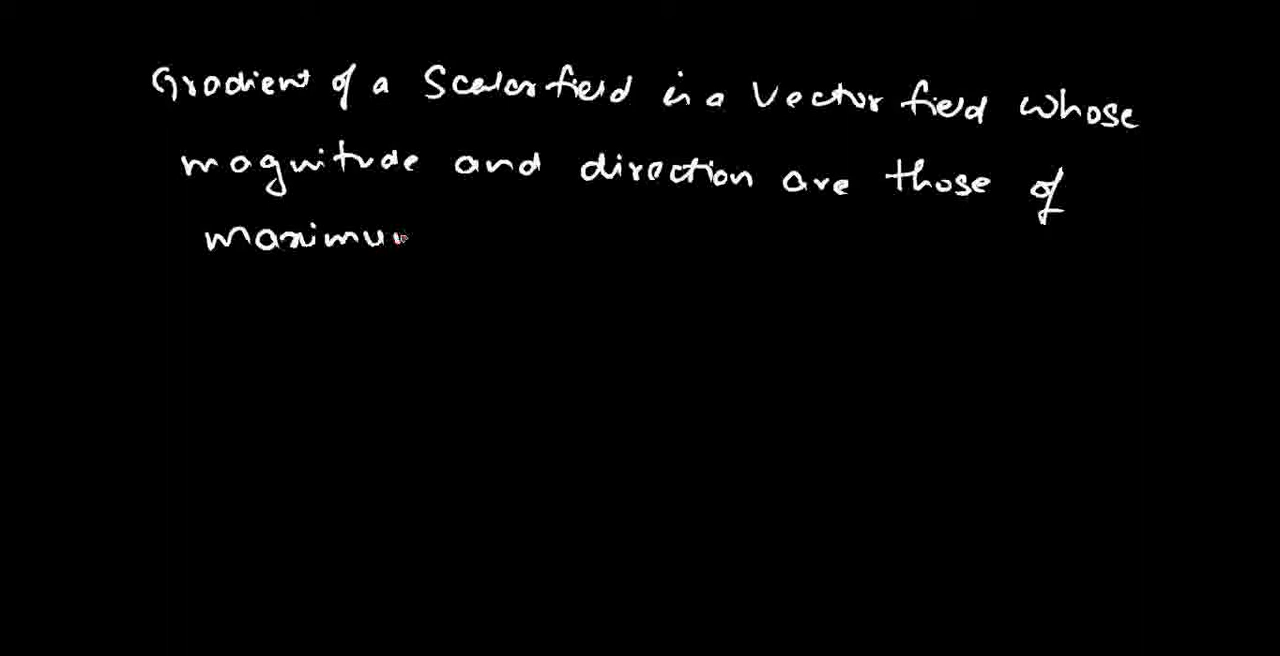 Gradient of a Scalar field is a Vector field whose
magnitude and direction are those of
maximu